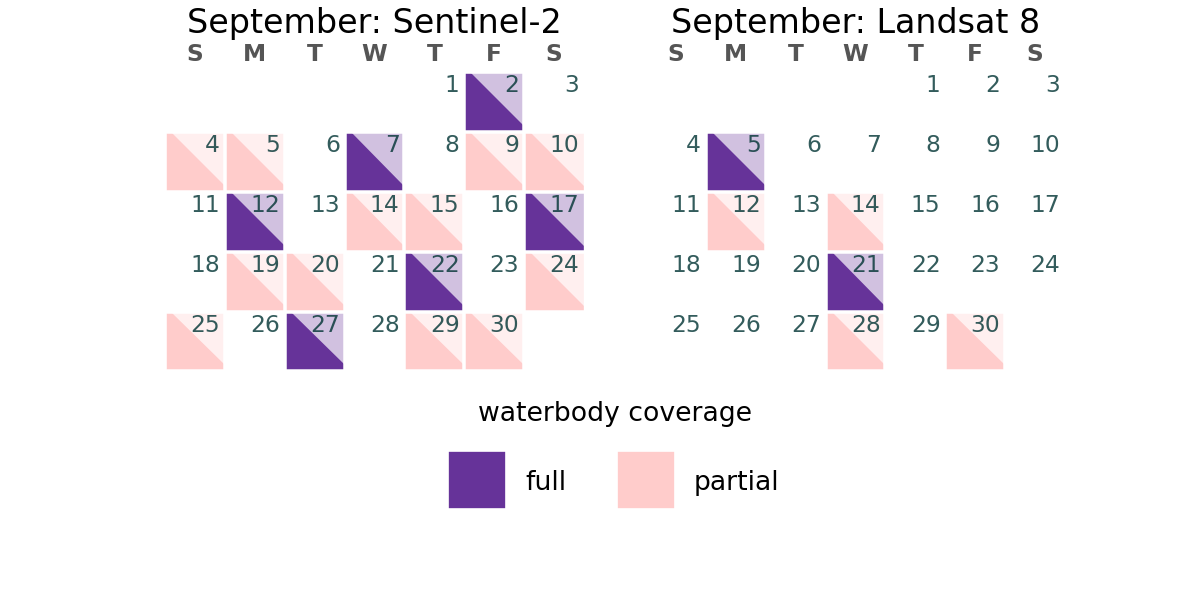 September: Sentinel-2
S M T W T F S
1 2 3
4 5 6 7 8 9 10
11 12 13 14 15 16 17
18 19 20 21 22 23 24
25 26 27 28 29 30
September: Landsat 8
S M T W T F S
1 2 3
4 5 6 7 8 9 10
11 12 13 14 15 16 17
18 19 20 21 22 23 24
25 26 27 28 29 30
waterbody coverage
full
partial